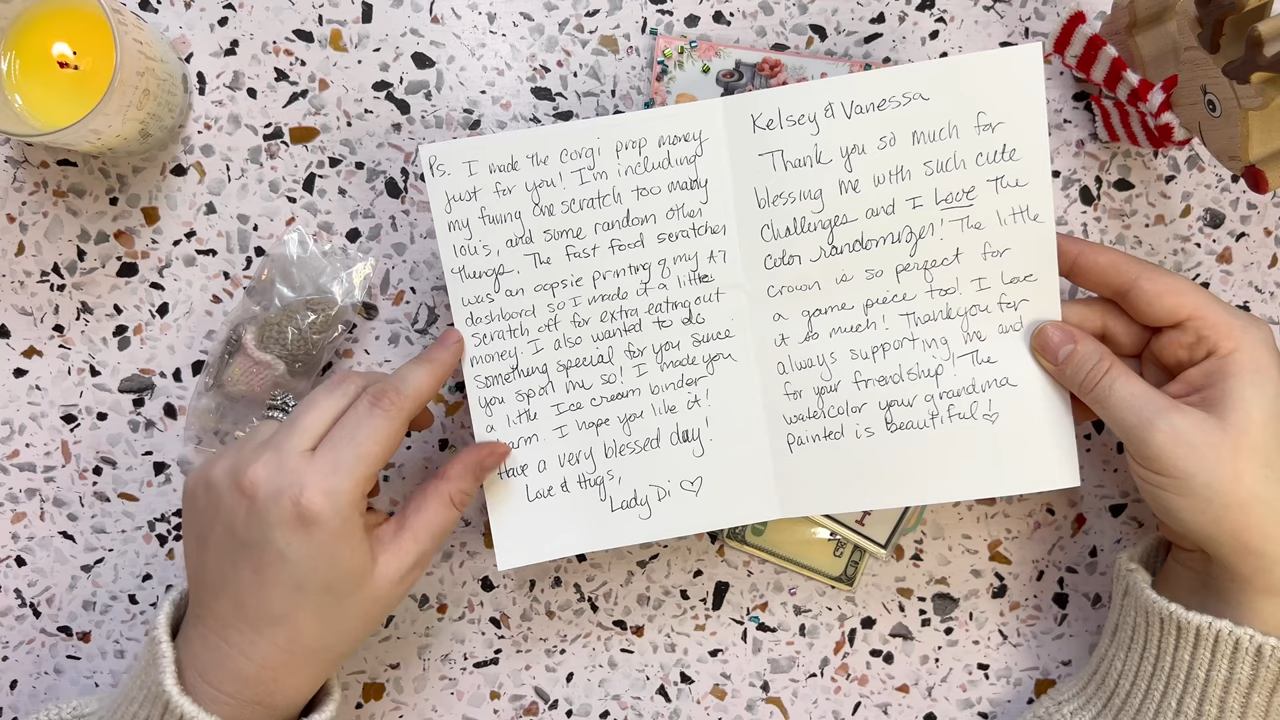 Ps. I made the Corgi prop money
just for you! I'm including
my fuving one scratch too many
IOU's, and some random other
things. The fast food scratches
was an oopsie printing of my A7
dashbord so I made it a little
scratch off for extra eating out
money. I also wanted to do
something special for you since
you spoil me so! I made you
a little Ice cream binder
I hope you like it!
Have a very blessed day!
Love & Hugs,
Lady Di ♡
Kelsey & Vanessa
Thank you so much for
blessing me with such cute
challenges and I Love The
color randomizer! The little
crown is so perfect for
a game piece too! I Love
it so much! Thank you for
always supporting me and
for your friendship! The
watercolor your grandma
painted is beautiful! ♡